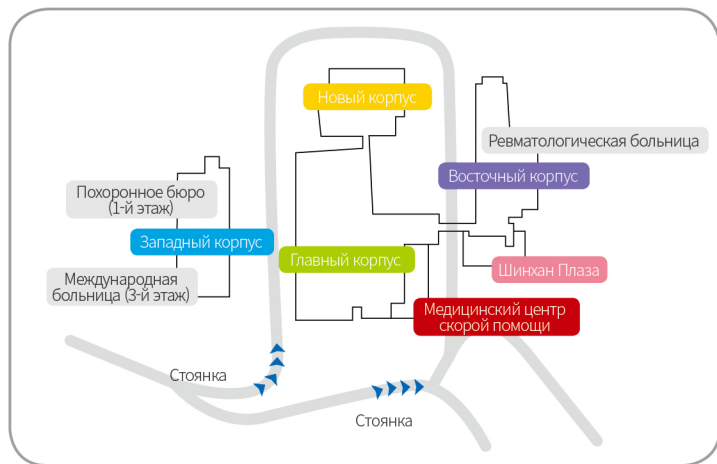 Новый корпус
Ревматологическая больница
Восточный корпус
Похоронное бюро
(1-й этаж)
Западный корпус
Главный корпус
Шинхан Плаза
Международная
больница (3-й этаж)
Медицинский центр
скорой помощи
Стоянка
Стоянка